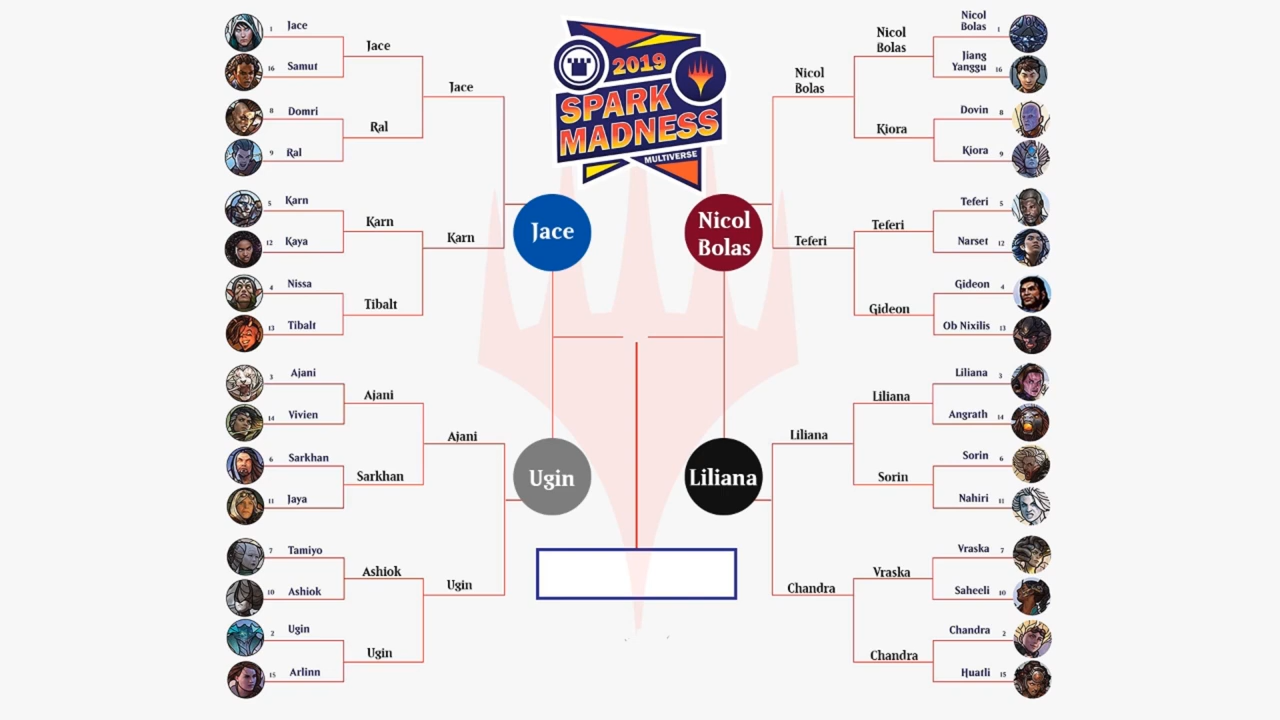 2019
SPARK
MADNESS
MULTIVERSE
1 Jace
16 Samut
8 Domri
9 Ral
5 Karn
12 Kaya
4 Nissa
13 Tibalt
3 Ajani
14 Vivien
6 Sarkhan
11 Jaya
7 Tamiyo
10 Ashiok
2 Ugin
15 Arlinn
Jace
Ral
Karn
Tibalt
Ajani
Sarkhan
Ashiok
Ugin
Jace
Karn
Ajani
Ugin
Jace
Ugin
Nicol
Bolas
Liliana
Nicol
Bolas
Teferi
Liliana
Chandra
Nicol
Bolas
Kiora
Teferi
Gideon
Liliana
Sorin
Vraska
Chandra
Nicol
Bolas 1
Jiang
Yanggu 16
Dovin 8
Kiora 9
Teferi 5
Narset 12
Gideon 4
Ob Nixilis 13
Liliana 3
Angrath 14
Sorin 6
Nahiri 11
Vraska 7
Saheeli 10
Chandra 2
Huatli 15